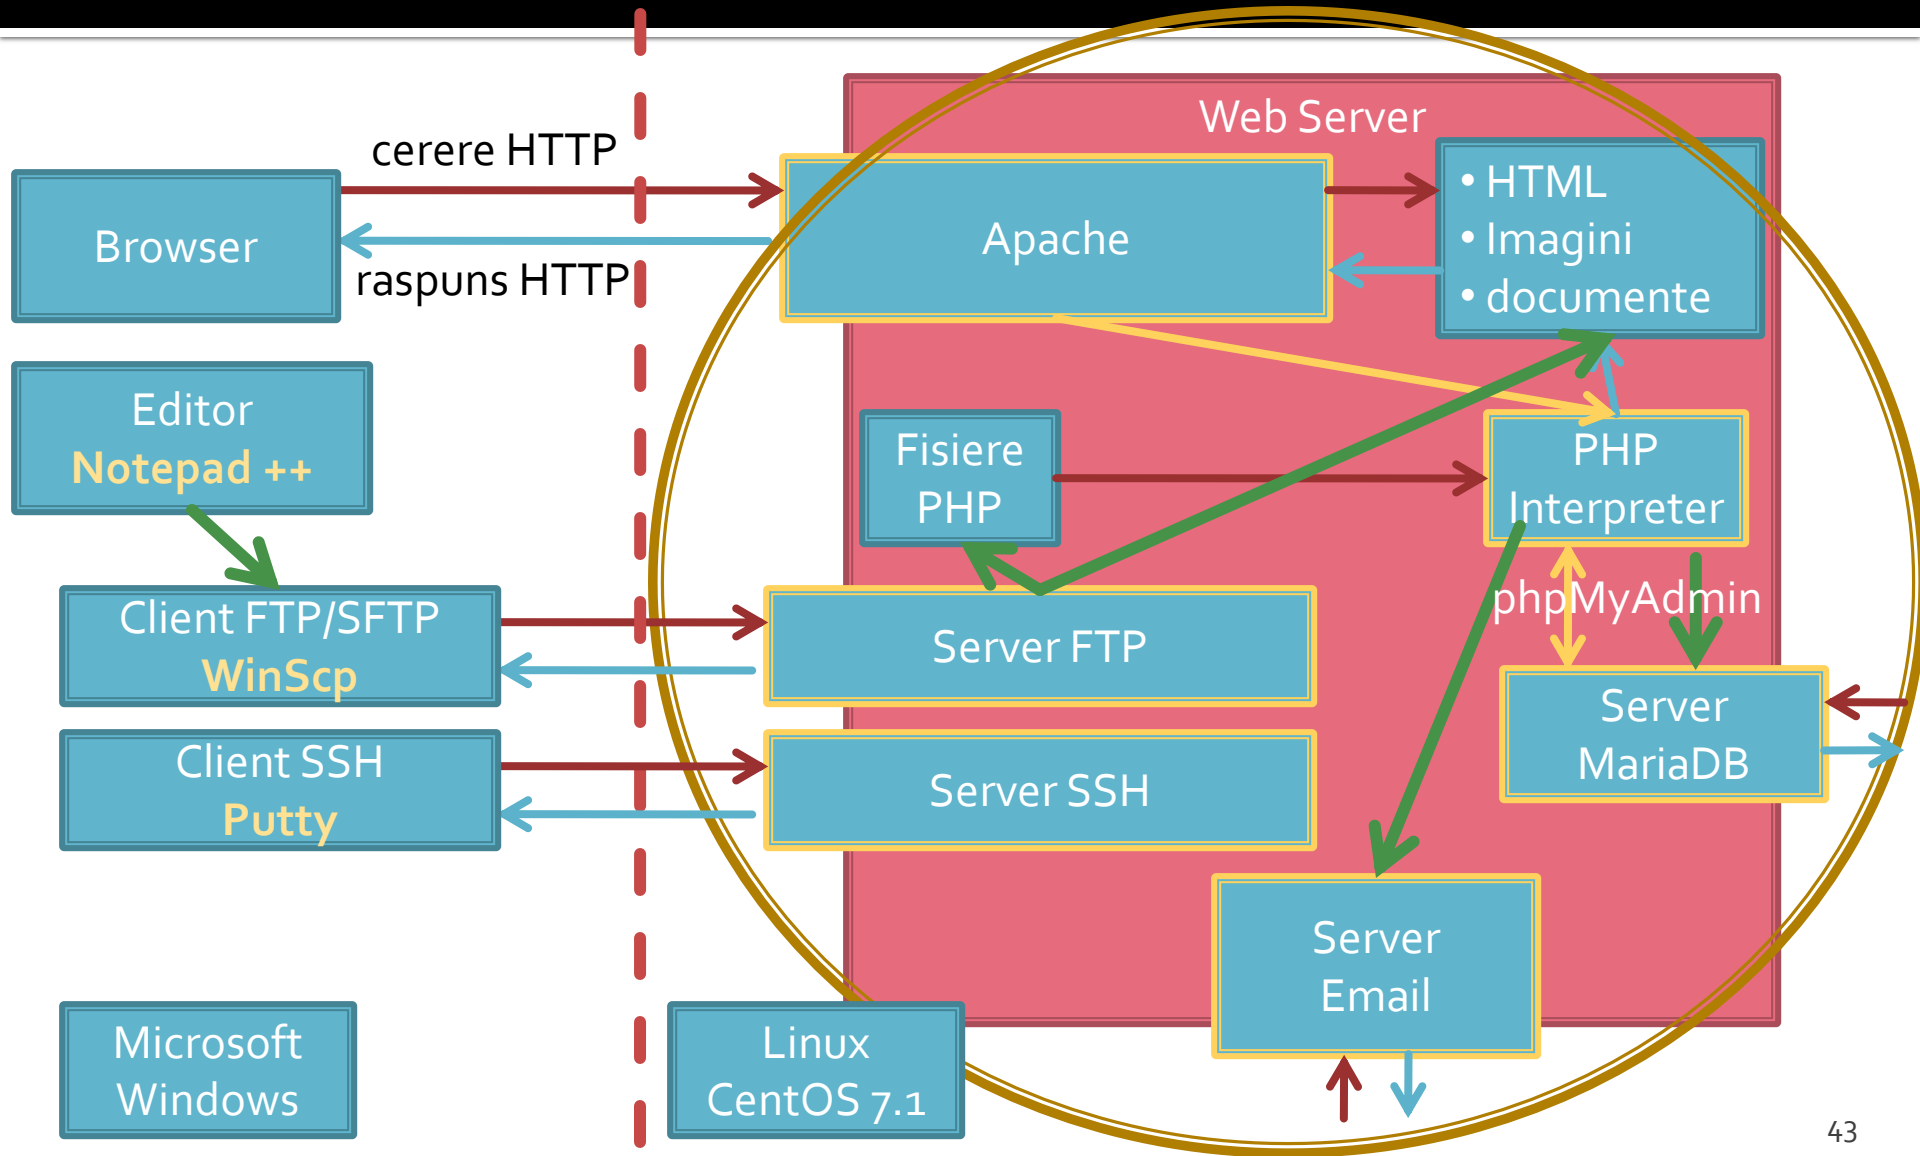 Web Server
cerere HTTP
Browser
raspuns HTTP
Apache
• HTML
• Imagini
• documente
Editor
Notepad ++
Fisiere
PHP
PHP
Interpreter
phpMyAdmin
Client FTP/SFTP
WinScp
Server FTP
Server
MariaDB
Client SSH
Putty
Server SSH
Server
Email
Microsoft
Windows
Linux
CentOS 7.1
43